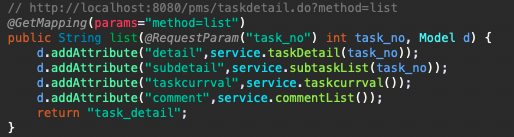 // http://localhost:8080/pms/taskdetail.do?method=list
@GetMapping(params="method=list")
public String list(@RequestParam("task_no") int task_no, Model d) {
d.addAttribute("detail",service.taskDetail(task_no));
d.addAttribute("subdetail",service.subtaskList(task_no));
d.addAttribute("taskcurrval",service.taskcurrval());
d.addAttribute("comment",service.commentList());
return "task_detail";
}